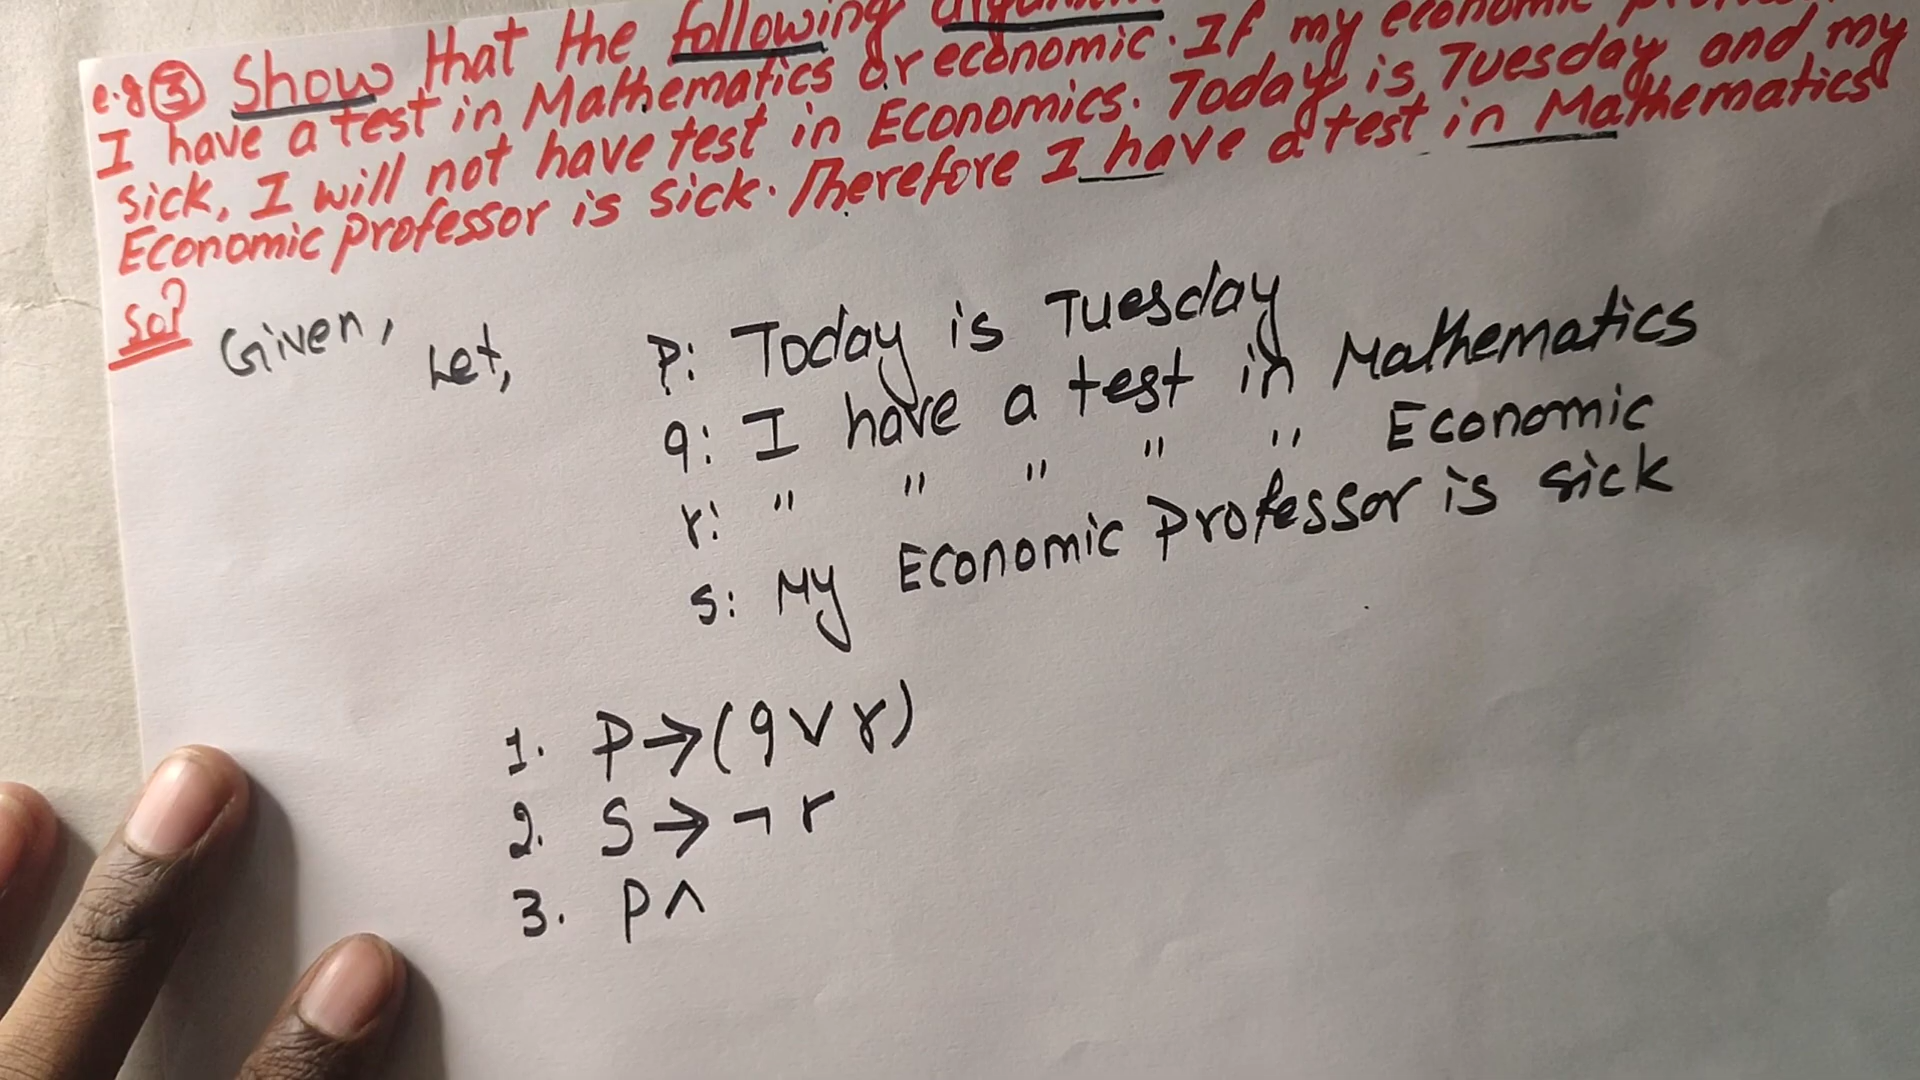 e.g ③ Show that the following
I have a test in Mathematics or economic. If my economic
sick, I will not have test in Economics. Today is Tuesday and my
Economic Professor is sick. Therefore I have a test in Mathematics
Sol?
Given, Let, P: Today is Tuesday
q: I have a test in Mathematics
r: " " " " " Economic
s: My Economic Professor is sick
1. P→(q∨r)
2. S→¬r
3. P∧